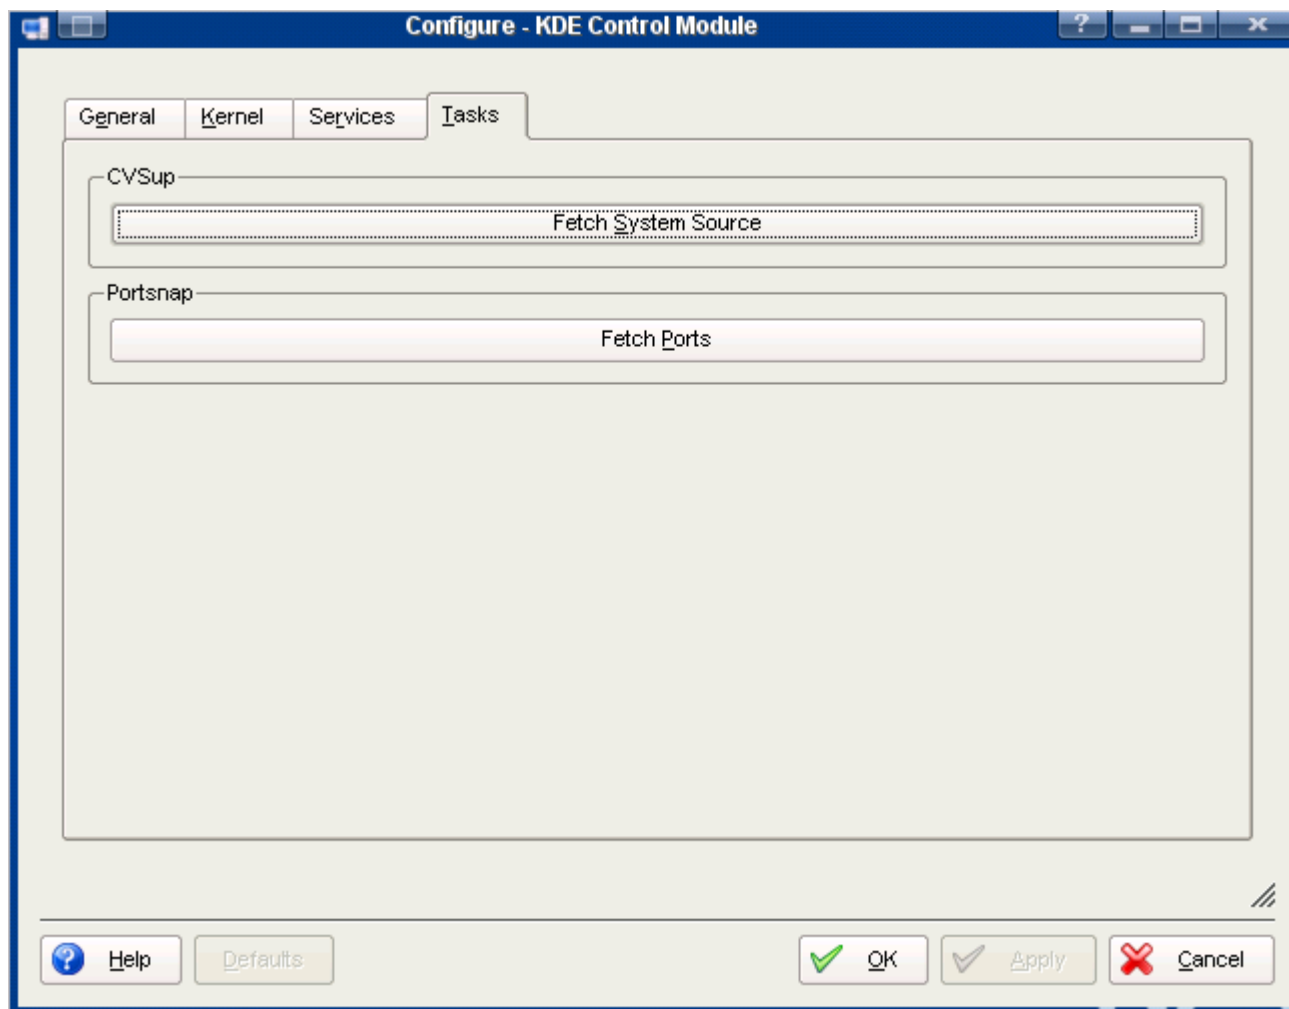 Configure - KDE Control Module
?
General Kernel Services Tasks
CVSup
Fetch System Source
Portsnap
Fetch Ports
Help Defaults OK Apply Cancel